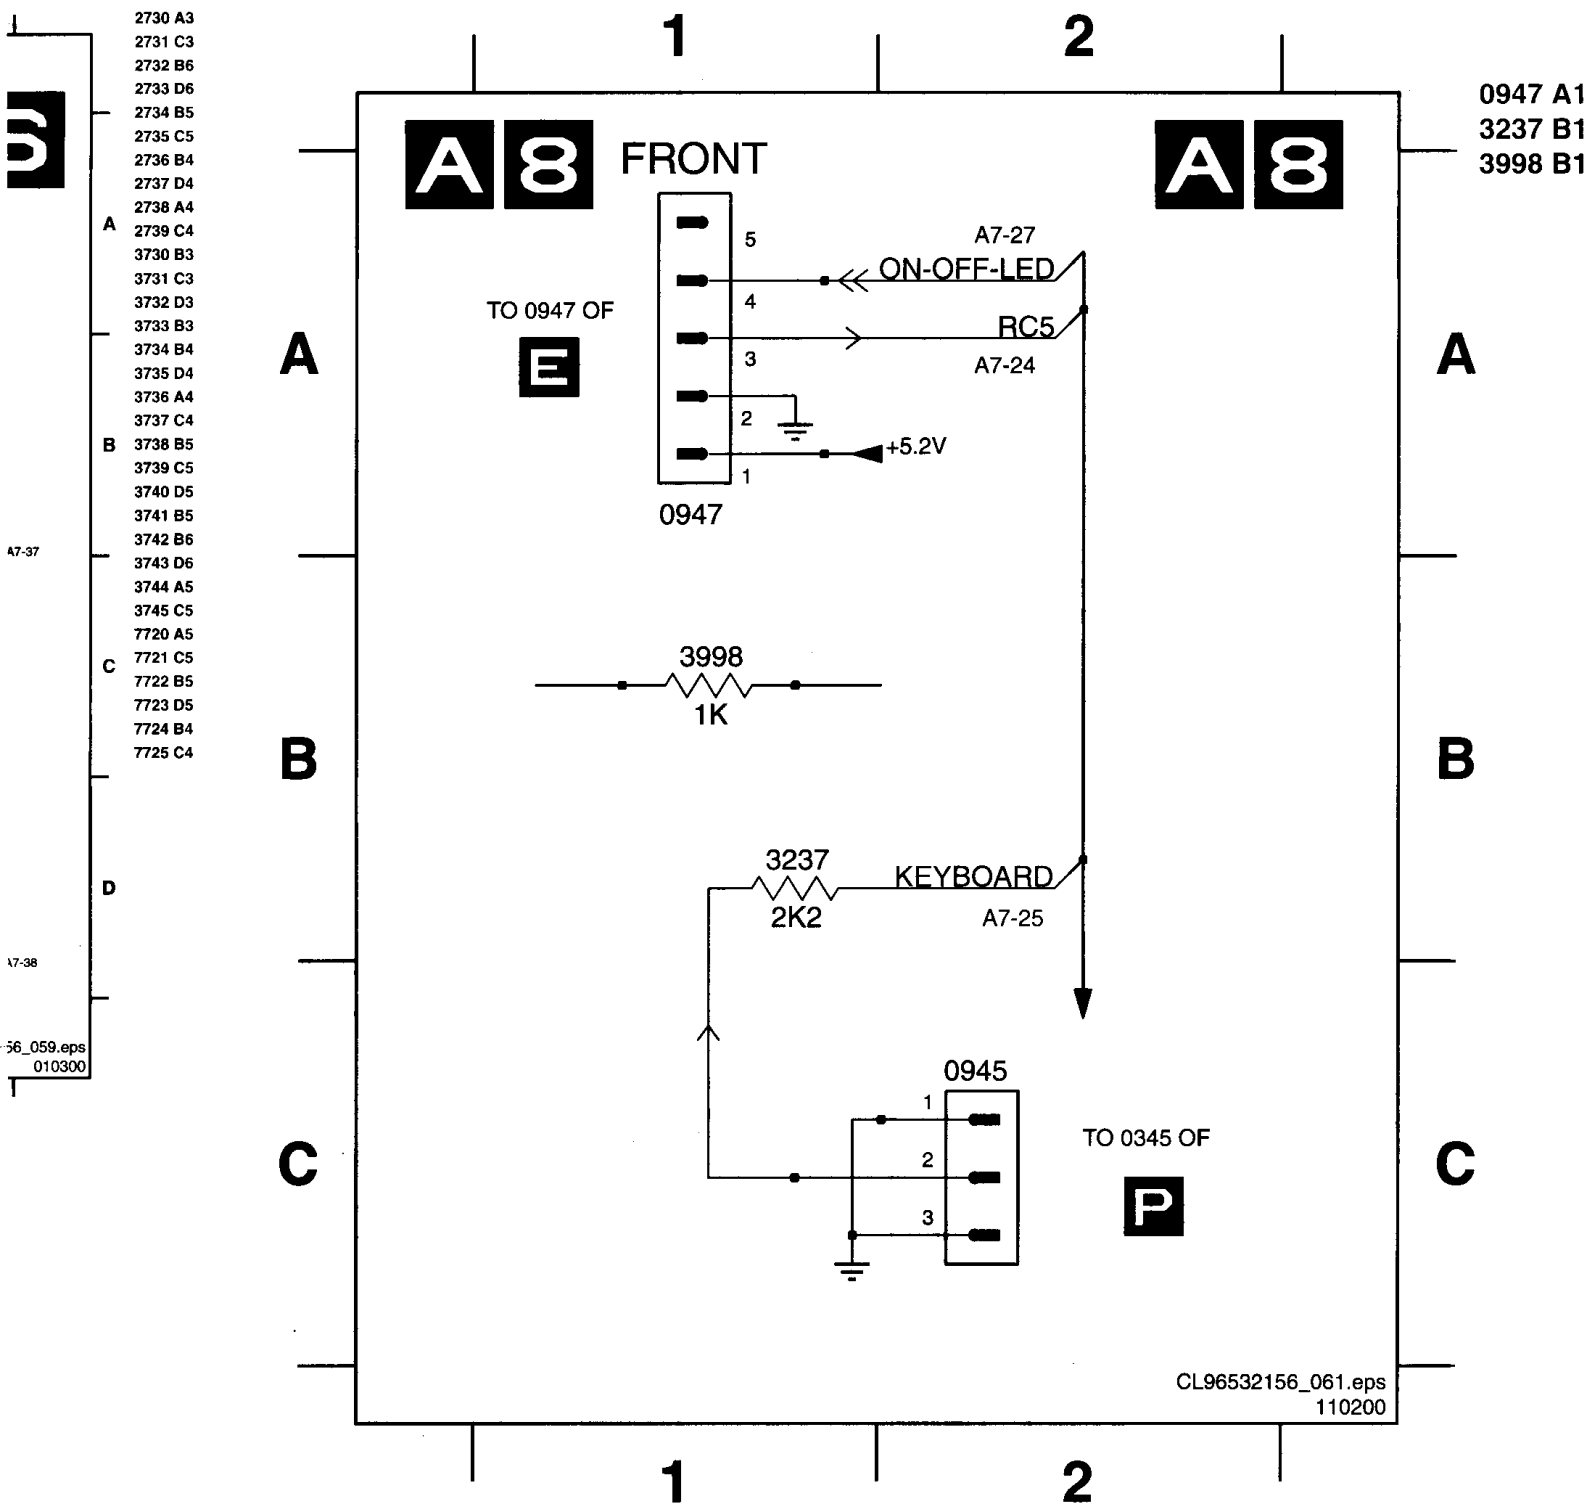 2730 A3
2731 C3
2732 B6
2733 D6
2734 B5
2735 C5
2736 B4
2737 D4
2738 A4
2739 C4
3730 B3
3731 C3
3732 D3
3733 B3
3734 B4
3735 D4
3736 A4
3737 C4
3738 B5
3739 C5
3740 D5
3741 B5
3742 B6
3743 D6
3744 A5
3745 C5
7720 A5
7721 C5
7722 B5
7723 D5
7724 B4
7725 C4
A
B
C
D
A7-37
A7-38
56_059.eps
010300
1 2
0947 A1
3237 B1
3998 B1
A8 FRONT A8
5
A7-27
ON-OFF-LED
4
TO 0947 OF
E
RC5
3
A7-24
2
+5.2V
1
0947
A A
3998
1K
B B
3237
2K2
KEYBOARD
A7-25
0945
1
2
3
TO 0345 OF
P
C C
CL96532156_061.eps
110200
1 2